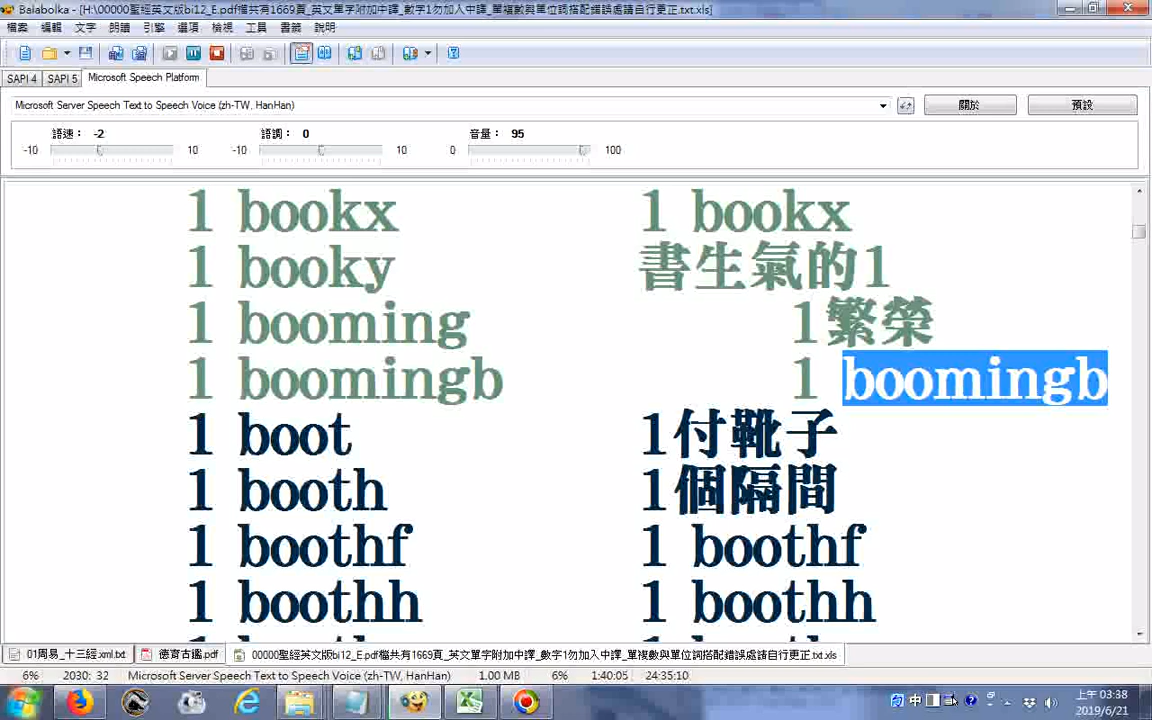 Balabolka - [H:\00000聖經英文版bi12_E.pdf檔共有1669頁_英文單字附加中譯_數字1勿加入中譯_單複數與單位詞搭配錯誤處請自行更正.txt.xls]
檔案 編輯 文字 朗讀 引擎 選項 檢視 工具 書籤 說明
SAPI 4 SAPI 5 Microsoft Speech Platform
Microsoft Server Speech Text to Speech Voice (zh-TW, HanHan) 關於 預設
語速： -2 語調： 0 音量： 95
-10 10 -10 10 0 100
1 bookx 1 bookx
1 booky 書生氣的1
1 booming 1繁榮
1 boomingb 1 boomingb
1 boot 1付靴子
1 booth 1個隔間
1 boothf 1 boothf
1 boothh 1 boothh
01周易_十三經.xml.txt 德育古鑑.pdf 00000聖經英文版bi12_E.pdf檔共有1669頁_英文單字附加中譯_數字1勿加入中譯_單複數與單位詞搭配錯誤處請自行更正.txt.xls
6% 2030: 32 Microsoft Server Speech Text to Speech Voice (zh-TW, HanHan) 1.00 MB 6% 1:40:05 24:35:10
中 上午 03:38
2019/6/21